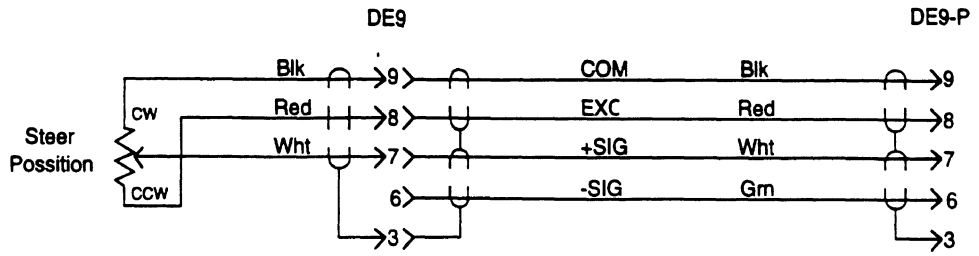 DE9 DE9-P
Blk 9 COM Blk 9
CW Red 8 EXC Red 8
Steer
Possition
Wht 7 +SIG Wht 7
CCW 6 -SIG Grn 6
3 3